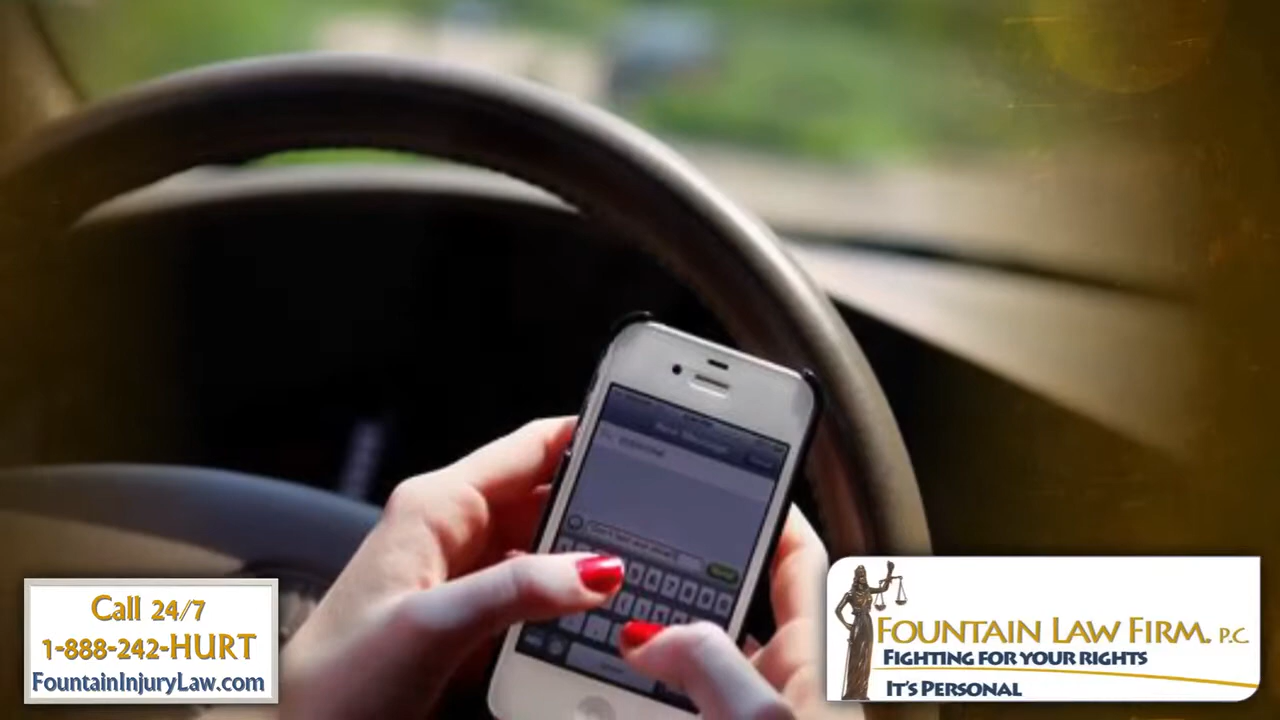 Call 24/7
1-888-242-HURT
FountainInjuryLaw.com
FOUNTAIN LAW FIRM, P.C.
FIGHTING FOR YOUR RIGHTS
IT'S PERSONAL